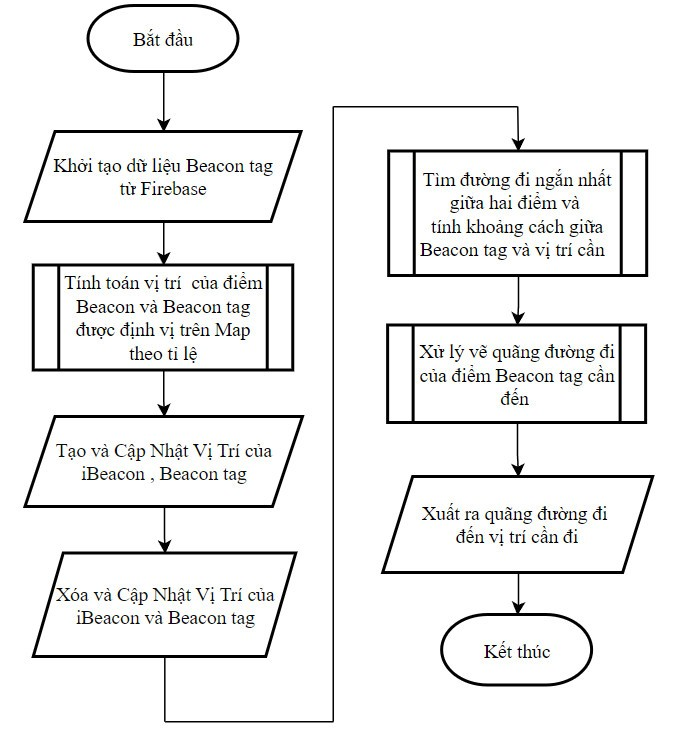 Bắt đầu
Khởi tạo dữ liệu Beacon tag
từ Firebase
Tính toán vị trí của điểm
Beacon và Beacon tag
được định vị trên Map
theo tỉ lệ
Tạo và Cập Nhật Vị Trí của
iBeacon , Beacon tag
Xóa và Cập Nhật Vị Trí của
iBeacon và Beacon tag
Tìm đường đi ngắn nhất
giữa hai điểm và
tính khoảng cách giữa
Beacon tag và vị trí cần
Xử lý vẽ quãng đường đi
của điểm Beacon tag cần
đến
Xuất ra quãng đường đi
đến vị trí cần đi
Kết thúc